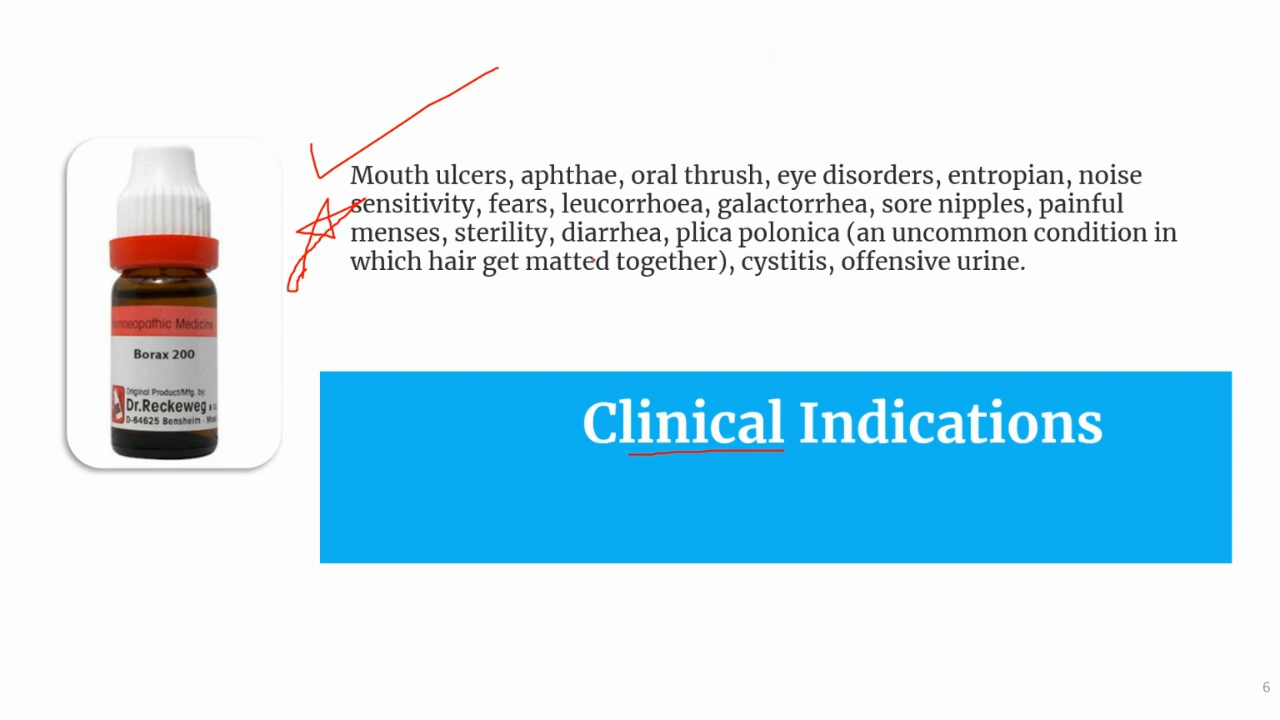 Mouth ulcers, aphthae, oral thrush, eye disorders, entropian, noise
sensitivity, fears, leucorrhoea, galactorrhea, sore nipples, painful
menses, sterility, diarrhea, plica polonica (an uncommon condition in
which hair get matted together), cystitis, offensive urine.
Homoeopathic Medicine
Borax 200
Original Product/Mfg. by:
Dr.Reckeweg &
D-64625 Bensheim -
Clinical Indications
6